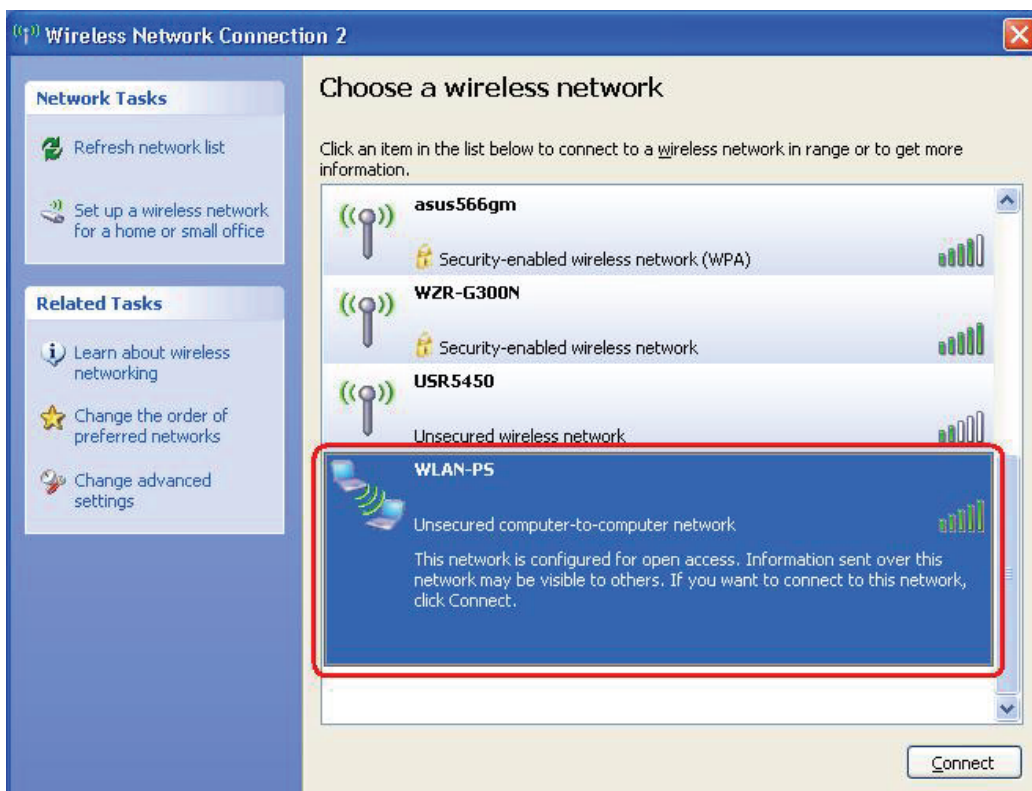 Wireless Network Connection 2
Network Tasks
Refresh network list
Set up a wireless network
for a home or small office
Related Tasks
Learn about wireless
networking
Change the order of
preferred networks
Change advanced
settings
Choose a wireless network
Click an item in the list below to connect to a wireless network in range or to get more
information.
asus566gm
Security-enabled wireless network (WPA)
WZR-G300N
Security-enabled wireless network
USR5450
Unsecured wireless network
WLAN-PS
Unsecured computer-to-computer network
This network is configured for open access. Information sent over this
network may be visible to others. If you want to connect to this network,
click Connect.
Connect